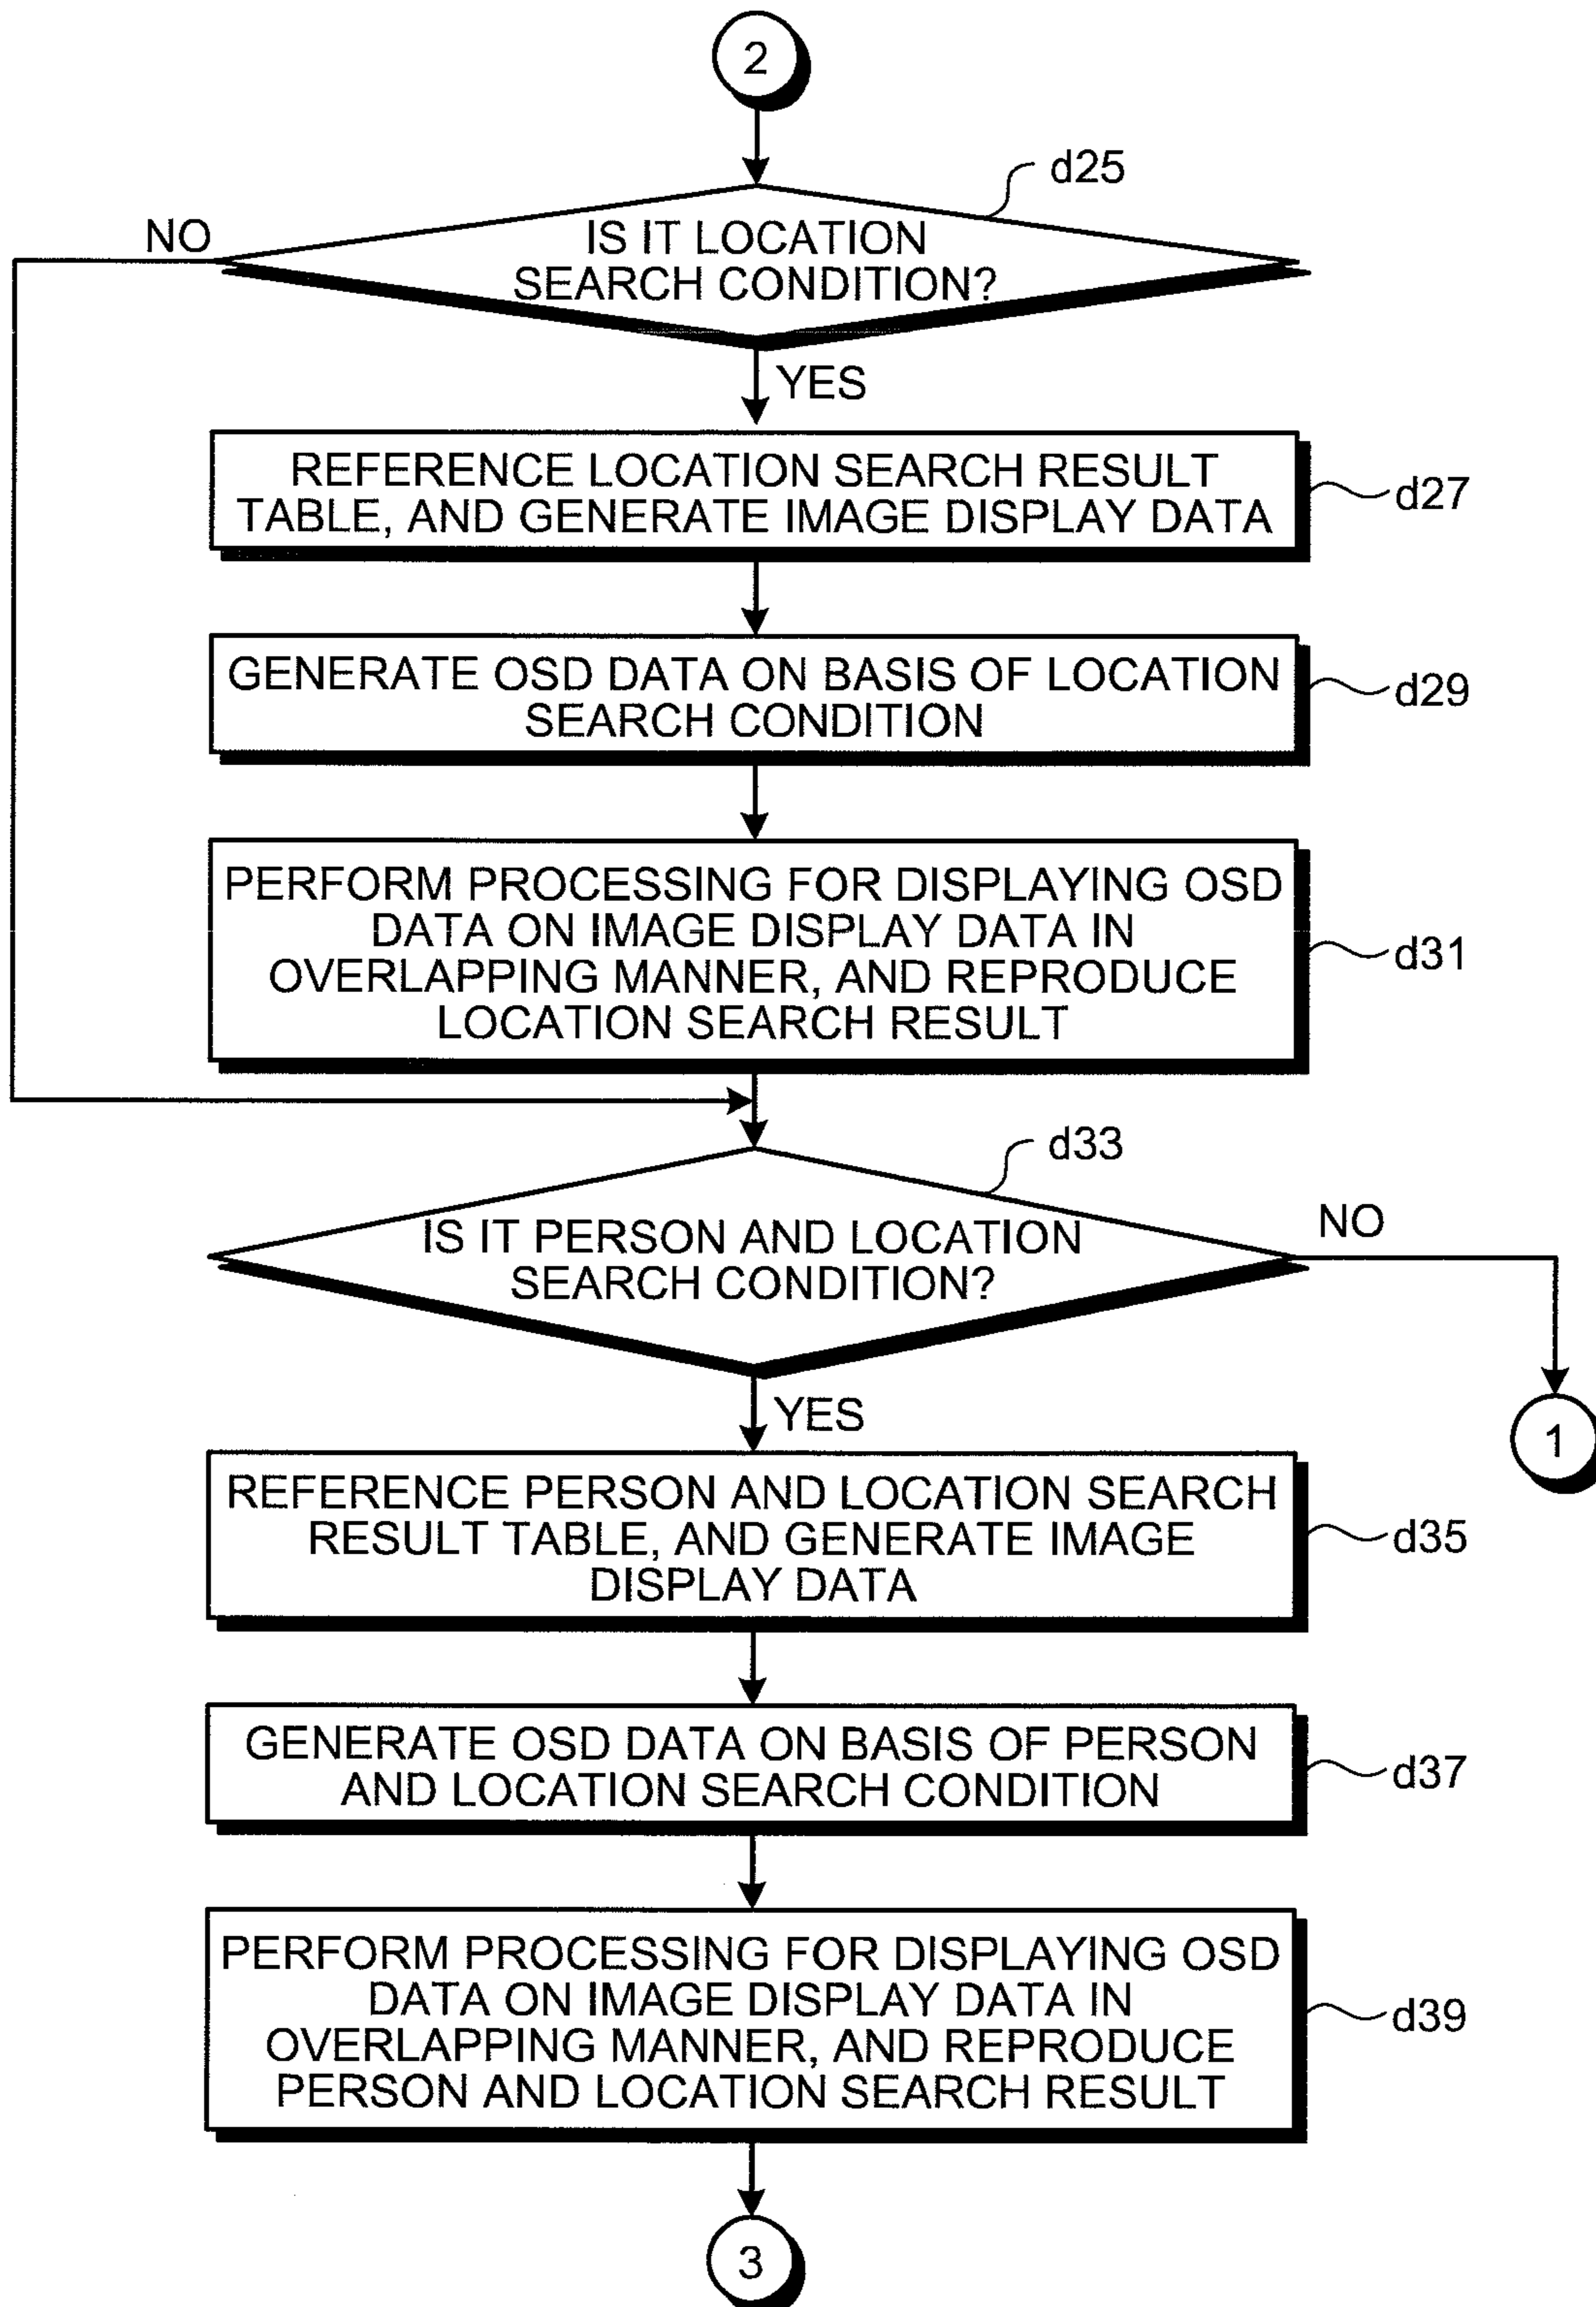 2
d25
NO
IS IT LOCATION
SEARCH CONDITION?
YES
REFERENCE LOCATION SEARCH RESULT
TABLE, AND GENERATE IMAGE DISPLAY DATA
d27
GENERATE OSD DATA ON BASIS OF LOCATION
SEARCH CONDITION
d29
PERFORM PROCESSING FOR DISPLAYING OSD
DATA ON IMAGE DISPLAY DATA IN
OVERLAPPING MANNER, AND REPRODUCE
LOCATION SEARCH RESULT
d31
d33
IS IT PERSON AND LOCATION
SEARCH CONDITION?
NO
YES
1
REFERENCE PERSON AND LOCATION SEARCH
RESULT TABLE, AND GENERATE IMAGE
DISPLAY DATA
d35
GENERATE OSD DATA ON BASIS OF PERSON
AND LOCATION SEARCH CONDITION
d37
PERFORM PROCESSING FOR DISPLAYING OSD
DATA ON IMAGE DISPLAY DATA IN
OVERLAPPING MANNER, AND REPRODUCE
PERSON AND LOCATION SEARCH RESULT
d39
3